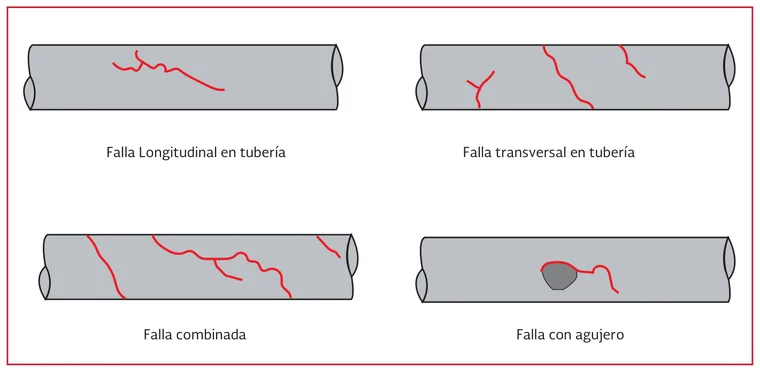 Falla Longitudinal en tubería
Falla transversal en tubería
Falla combinada
Falla con agujero